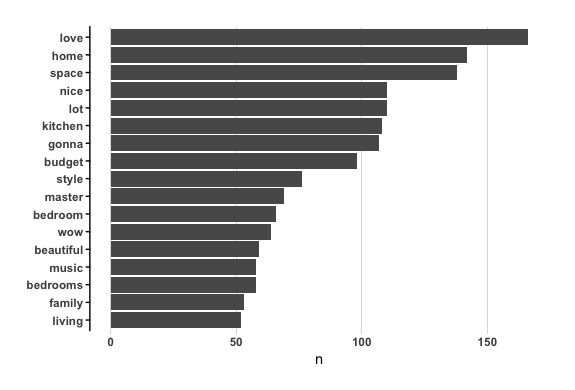 love
home
space
nice
lot
kitchen
gonna
budget
style
master
bedroom
wow
beautiful
music
bedrooms
family
living
0 50 100 150
n